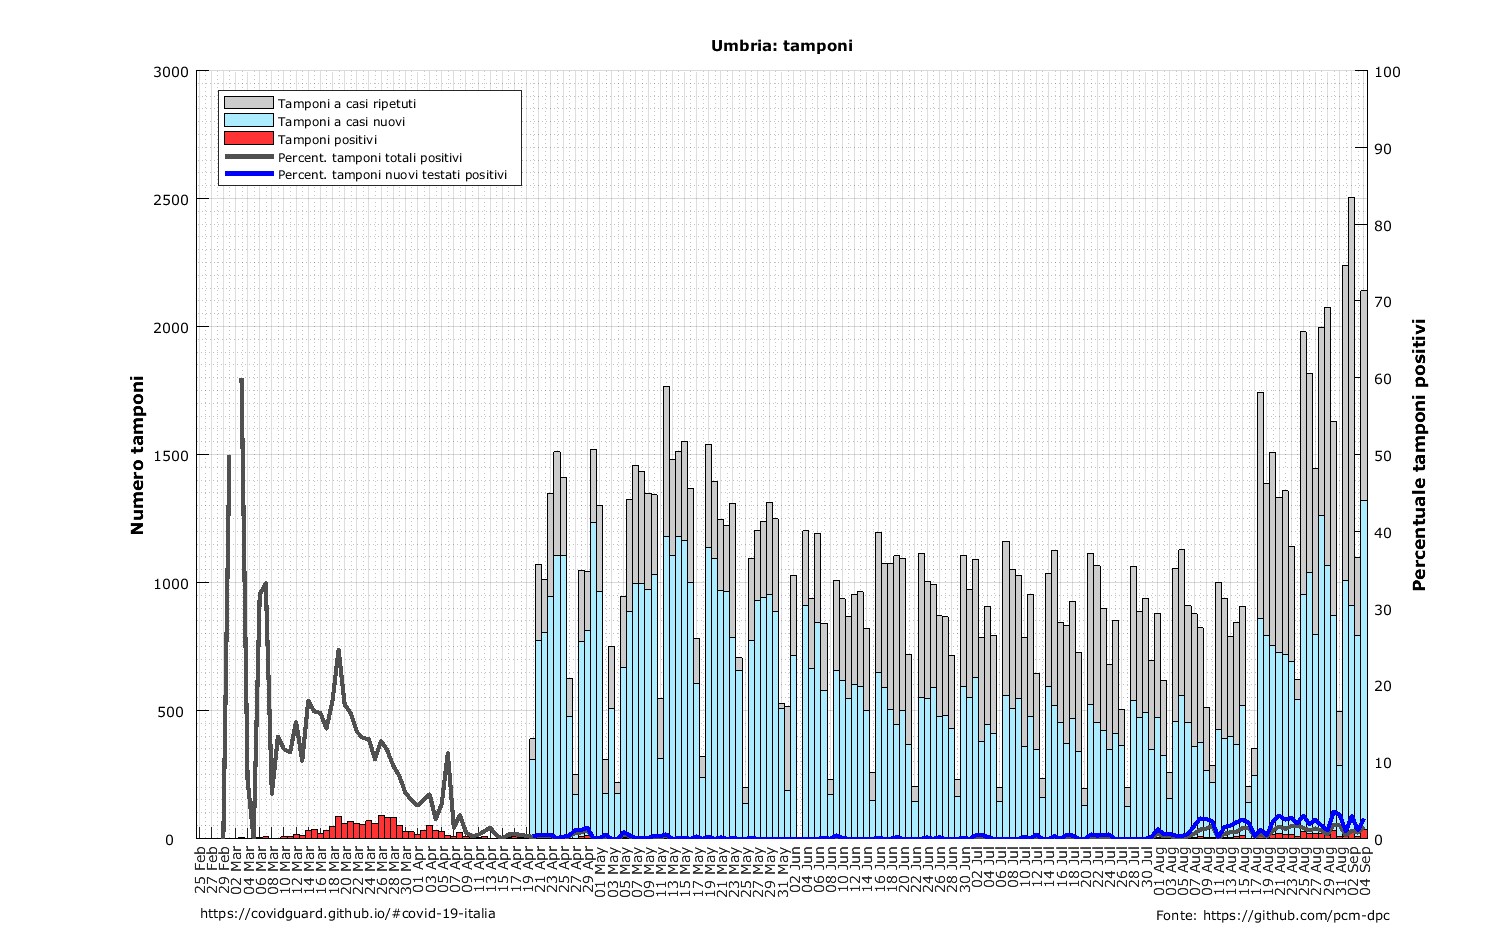 Umbria: tamponi
3000
2500
2000
1500
1000
500
0
100
90
80
70
60
50
40
30
20
10
0
Tamponi a casi ripetuti
Tamponi a casi nuovi
Tamponi positivi
Percent. tamponi totali positivi
Percent. tamponi nuovi testati positivi
Numero tamponi
Percentuale tamponi positivi
25 Feb
27 Feb
29 Feb
02 Mar
04 Mar
06 Mar
08 Mar
10 Mar
12 Mar
14 Mar
16 Mar
18 Mar
20 Mar
22 Mar
24 Mar
26 Mar
28 Mar
30 Mar
01 Apr
03 Apr
05 Apr
07 Apr
09 Apr
11 Apr
13 Apr
15 Apr
17 Apr
19 Apr
21 Apr
23 Apr
25 Apr
27 Apr
29 Apr
01 May
03 May
05 May
07 May
09 May
11 May
13 May
15 May
17 May
19 May
21 May
23 May
25 May
27 May
29 May
31 May
02 Jun
04 Jun
06 Jun
08 Jun
10 Jun
12 Jun
14 Jun
16 Jun
18 Jun
20 Jun
22 Jun
24 Jun
26 Jun
28 Jun
30 Jun
02 Jul
04 Jul
06 Jul
08 Jul
10 Jul
12 Jul
14 Jul
16 Jul
18 Jul
20 Jul
22 Jul
24 Jul
26 Jul
28 Jul
30 Jul
01 Aug
03 Aug
05 Aug
07 Aug
09 Aug
11 Aug
13 Aug
15 Aug
17 Aug
19 Aug
21 Aug
23 Aug
25 Aug
27 Aug
29 Aug
31 Aug
02 Sep
04 Sep
https://covidguard.github.io/#covid-19-italia
Fonte: https://github.com/pcm-dpc